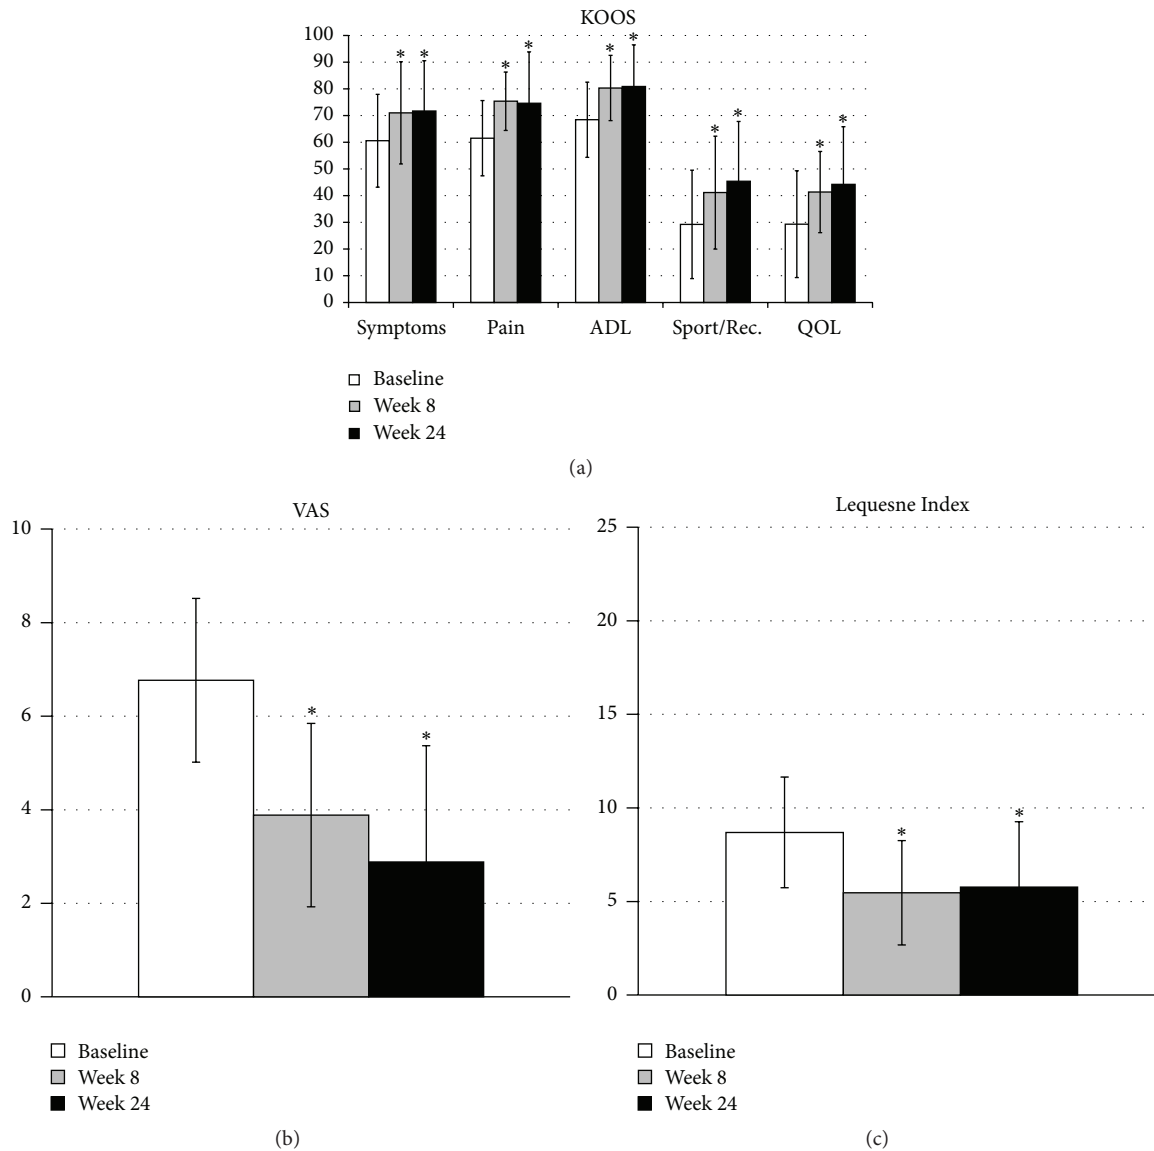 KOOS
100
90
80
70
60
50
40
30
20
10
0
* * * * * * * * * *
Symptoms Pain ADL Sport/Rec. QOL
Baseline
Week 8
Week 24
(a)
VAS
10
8
6
4
2
0
* *
Baseline
Week 8
Week 24
(b)
Lequesne Index
25
20
15
10
5
0
* *
Baseline
Week 8
Week 24
(c)